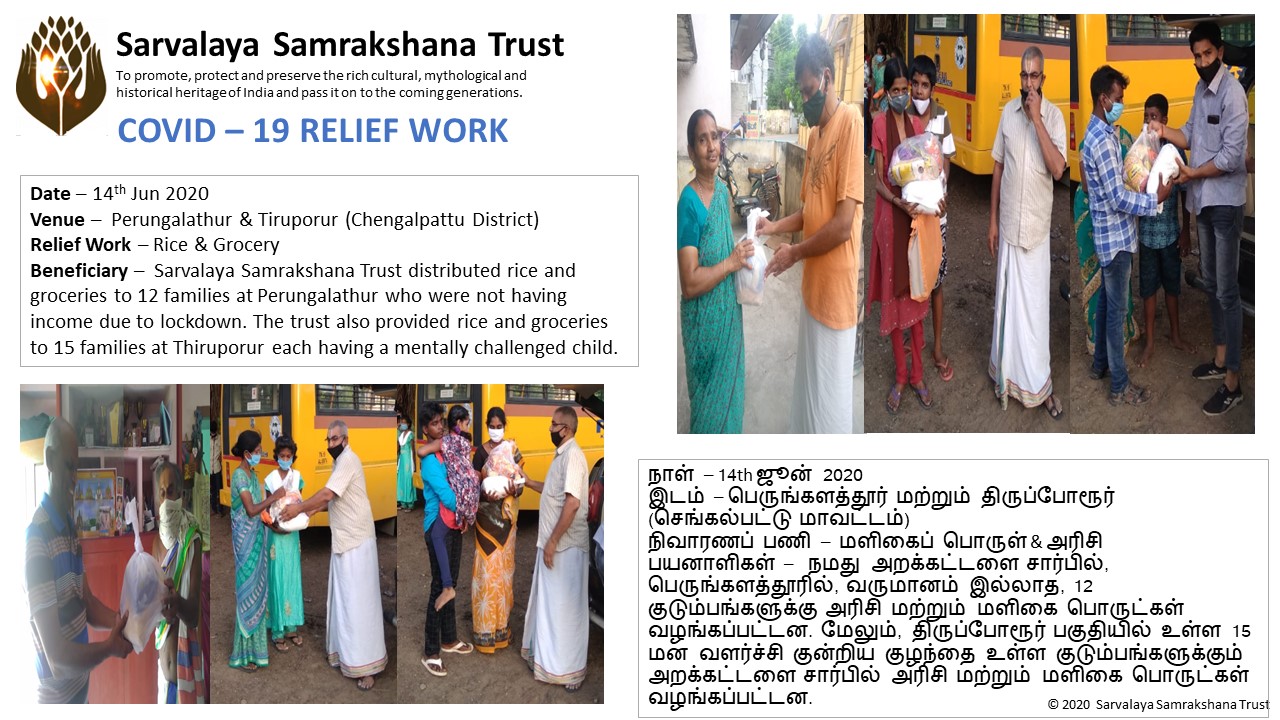 Sarvalaya Samrakshana Trust
To promote, protect and preserve the rich cultural, mythological and
historical heritage of India and pass it on to the coming generations.
COVID – 19 RELIEF WORK
Date – 14th Jun 2020
Venue – Perungalathur & Tiruporur (Chengalpattu District)
Relief Work – Rice & Grocery
Beneficiary – Sarvalaya Samrakshana Trust distributed rice and
groceries to 12 families at Perungalathur who were not having
income due to lockdown. The trust also provided rice and groceries
to 15 families at Thiruporur each having a mentally challenged child.
நாள் – 14th ஜூன் 2020
இடம் – பெருங்களத்தூர் மற்றும் திருப்போரூர்
(செங்கல்பட்டு மாவட்டம்)
நிவாரணப் பணி – மளிகைப் பொருள் & அரிசி
பயனாளிகள் – நமது அறக்கட்டளை சார்பில்,
பெருங்களத்தூரில், வருமானம் இல்லாத, 12
குடும்பங்களுக்கு அரிசி மற்றும் மளிகை பொருட்கள்
வழங்கப்பட்டன. மேலும், திருப்போரூர் பகுதியில் உள்ள 15
மன வளர்ச்சி குன்றிய குழந்தை உள்ள குடும்பங்களுக்கும்
அறக்கட்டளை சார்பில் அரிசி மற்றும் மளிகை பொருட்கள்
வழங்கப்பட்டன.
© 2020 Sarvalaya Samrakshana Trust